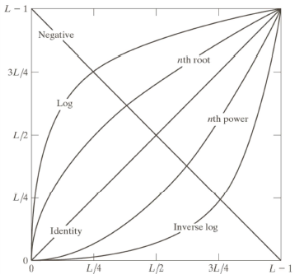 L − 1
Negative
nth root
3L/4
Log
nth power
L/2
L/4
Identity
Inverse log
0
0
L/4
L/2
3L/4
L − 1